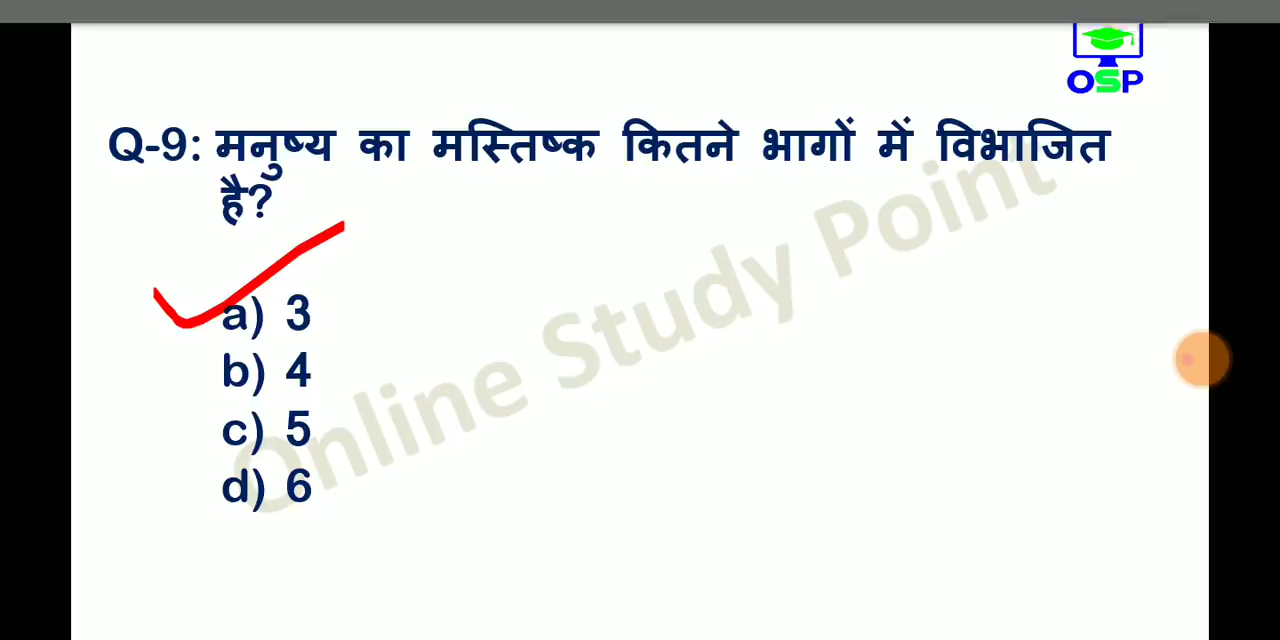 OSP
Q-9: मनुष्य का मस्तिष्क कितने भागों में विभाजित
है?
a) 3
b) 4
c) 5
d) 6
Online Study Point